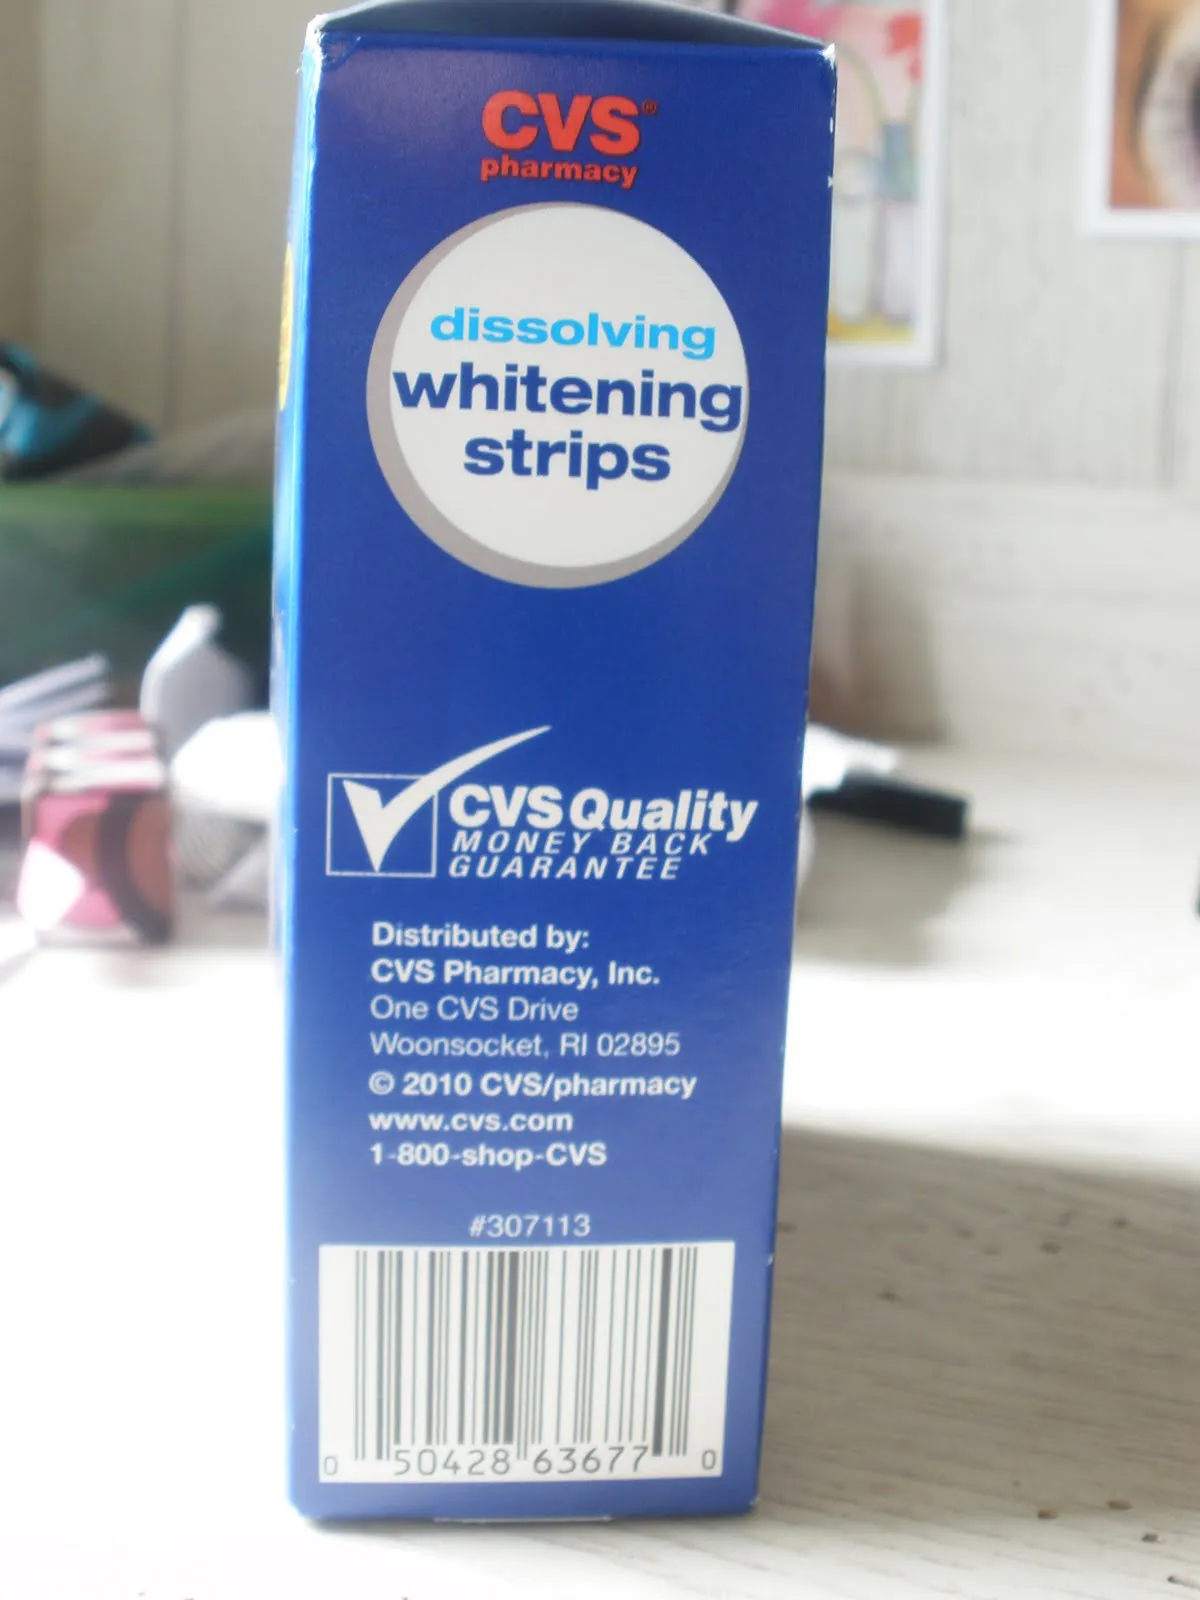 CVS®
pharmacy
dissolving
whitening
strips
CVS Quality
MONEY BACK
GUARANTEE
Distributed by:
CVS Pharmacy, Inc.
One CVS Drive
Woonsocket, RI 02895
© 2010 CVS/pharmacy
www.cvs.com
1-800-shop-CVS
#307113
0 50428 63677 0